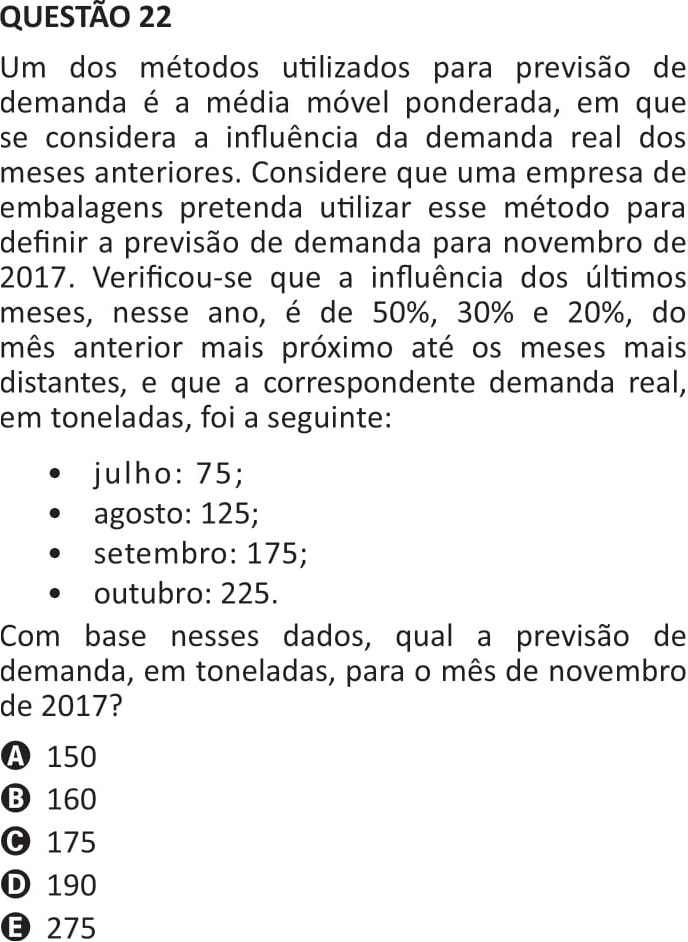 QUESTÃO 22
Um dos métodos utilizados para previsão de
demanda é a média móvel ponderada, em que
se considera a influência da demanda real dos
meses anteriores. Considere que uma empresa de
embalagens pretenda utilizar esse método para
definir a previsão de demanda para novembro de
2017. Verificou-se que a influência dos últimos
meses, nesse ano, é de 50%, 30% e 20%, do
mês anterior mais próximo até os meses mais
distantes, e que a correspondente demanda real,
em toneladas, foi a seguinte:
• julho: 75;
• agosto: 125;
• setembro: 175;
• outubro: 225.
Com base nesses dados, qual a previsão de
demanda, em toneladas, para o mês de novembro
de 2017?
A 150
B 160
C 175
D 190
E 275